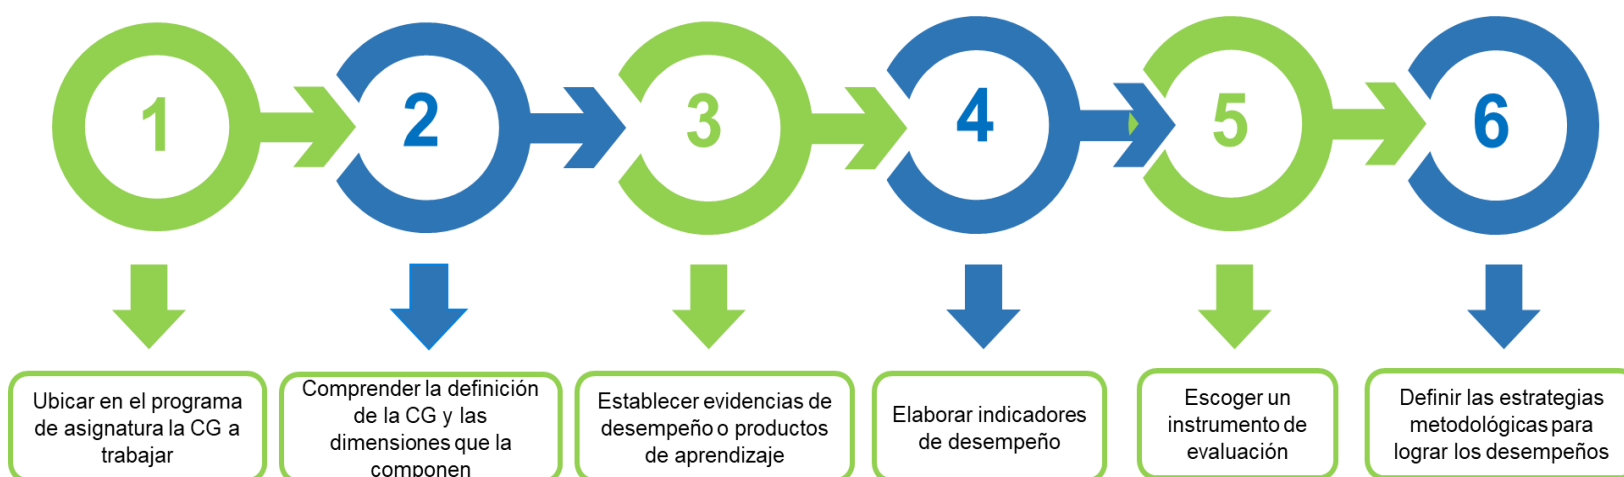 1
2
3
4
5
6
Ubicar en el programa
de asignatura la CG a
trabajar
Comprender la definición
de la CG y las
dimensiones que la
componen
Establecer evidencias de
desempeño o productos
de aprendizaje
Elaborar indicadores
de desempeño
Escoger un
instrumento de
evaluación
Definir las estrategias
metodológicas para
lograr los desempeños